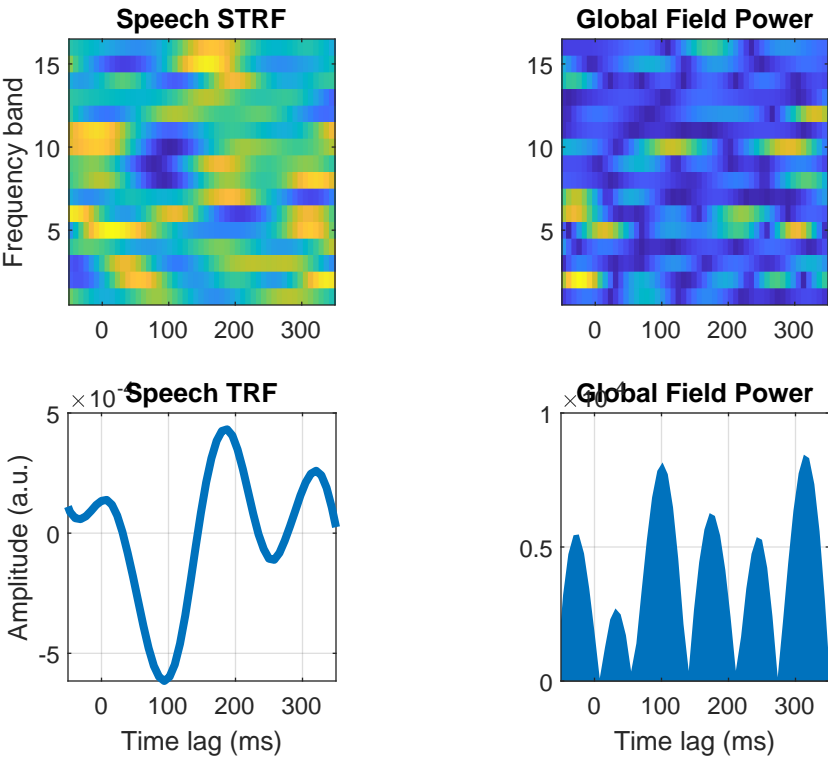 Speech STRF
Frequency band
15
10
5
0 100 200 300
Global Field Power
15
10
5
0 100 200 300
Speech TRF
×10^-4
Amplitude (a.u.)
5
0
-5
0 100 200 300
Time lag (ms)
Global Field Power
×10^-4
1
0.5
0
0 100 200 300
Time lag (ms)